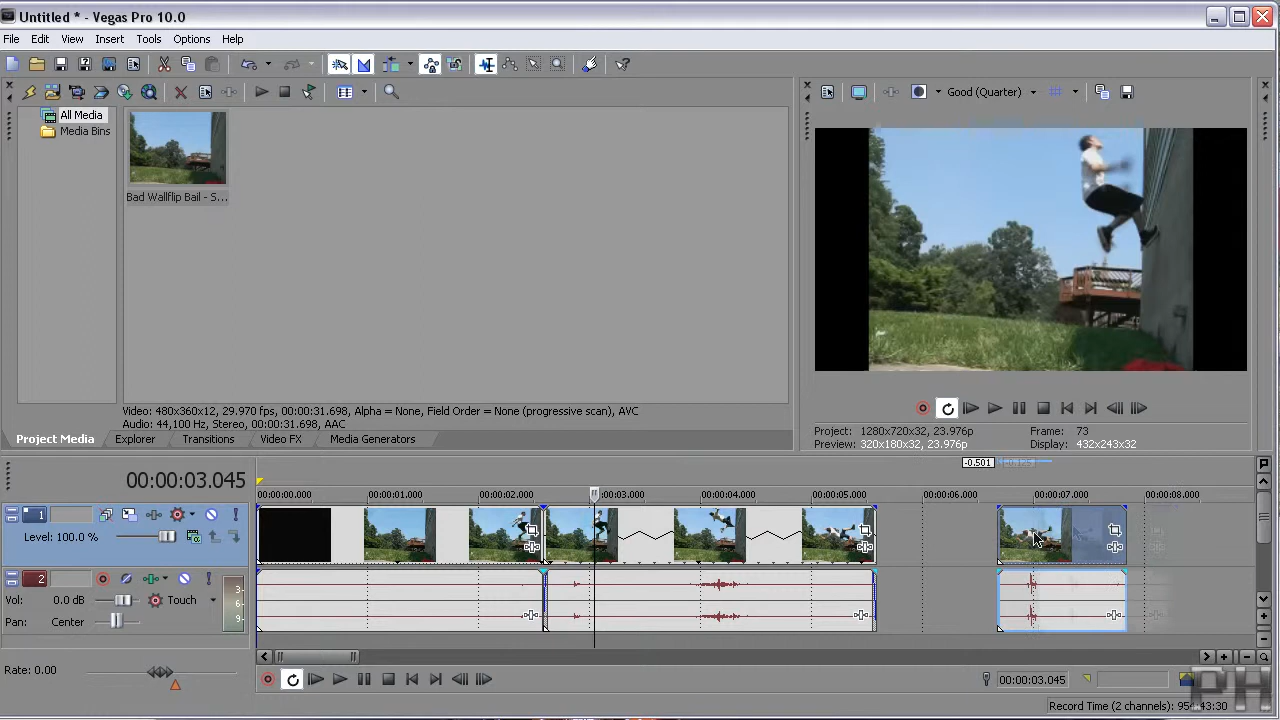 Untitled * - Vegas Pro 10.0
File Edit View Insert Tools Options Help
Good (Quarter)
All Media
Media Bins
Bad Wallflip Bail - S...
Video: 480x360x12, 29.970 fps, 00:00:31.698, Alpha = None, Field Order = None (progressive scan), AVC
Audio: 44,100 Hz, Stereo, 00:00:31.698, AAC
Project Media Explorer Transitions Video FX Media Generators
Project: 1280x720x32, 23.976p Frame: 73
Preview: 320x180x32, 23.976p Display: 432x243x32
-0.501
00:00:03.045
00:00:00.000 00:00:01.000 00:00:02.000 00:00:03.000 00:00:04.000 00:00:05.000 00:00:06.000 00:00:07.000 00:00:08.000
1
Level: 100.0 %
2
Vol: 0.0 dB Touch
Pan: Center
3-
6-
9-
Rate: 0.00
00:00:03.045
PH
Record Time (2 channels): 954:43:30